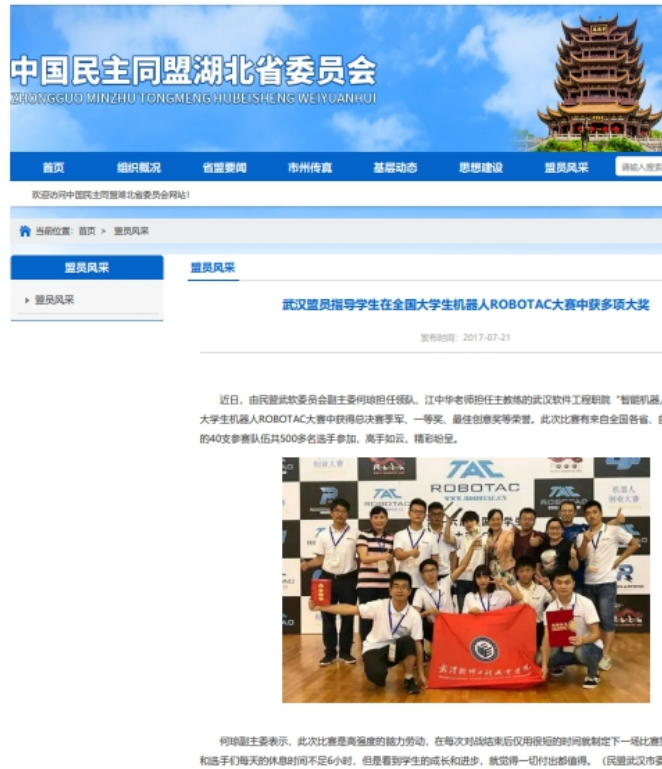 中国民主同盟湖北省委员会
ZHONGGUO MINZHU TONGMENG HUBEISHENG WEIYUANHUI
首页 组织概况 省盟要闻 市州传真 基层动态 思想建设 盟员风采 请输入搜索
欢迎访问中国民主同盟湖北省委员会网站!
当前位置: 首页 > 盟员风采
盟员风采
盟员风采
盟员风采
武汉盟员指导学生在全国大学生机器人ROBOTAC大赛中获多项大奖
发布时间: 2017-07-21
近日，由民盟武软委员会副主委何琼担任领队、江中华老师担任主教练的武汉软件工程职院“智能机器
大学生机器人ROBOTAC大赛中获得总决赛季军、一等奖、最佳创意奖等荣誉。此次比赛有来自全国各省、
的40支参赛队伍共500多名选手参加，高手如云，精彩纷呈。
TAC
ROBOTAC
WWW.ROBOTAC.CN
TAC
TAC
机器人
创业大赛
何琼副主委表示，此次比赛是高强度的脑力劳动，在每次对战结束后仅用很短的时间就制定下一场比赛
和选手们每天的休息时间不足6小时，但是看到学生的成长和进步，就觉得一切付出都值得。（民盟武汉市